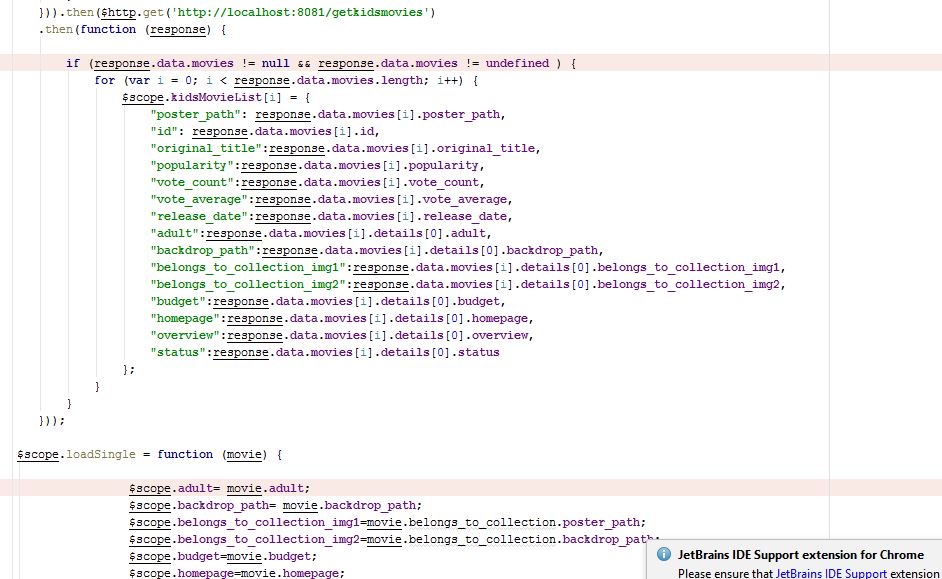 })).then($http.get('http://localhost:8081/getkidsmovies')
.then(function (response) {
if (response.data.movies != null && response.data.movies != undefined ) {
for (var i = 0; i < response.data.movies.length; i++) {
$scope.kidsMovieList[i] = {
"poster_path": response.data.movies[i].poster_path,
"id": response.data.movies[i].id,
"original_title":response.data.movies[i].original_title,
"popularity":response.data.movies[i].popularity,
"vote_count":response.data.movies[i].vote_count,
"vote_average":response.data.movies[i].vote_average,
"release_date":response.data.movies[i].release_date,
"adult":response.data.movies[i].details[0].adult,
"backdrop_path":response.data.movies[i].details[0].backdrop_path,
"belongs_to_collection_img1":response.data.movies[i].details[0].belongs_to_collection_img1,
"belongs_to_collection_img2":response.data.movies[i].details[0].belongs_to_collection_img2,
"budget":response.data.movies[i].details[0].budget,
"homepage":response.data.movies[i].details[0].homepage,
"overview":response.data.movies[i].details[0].overview,
"status":response.data.movies[i].details[0].status
};
}
}
}));
$scope.loadSingle = function (movie) {
$scope.adult= movie.adult;
$scope.backdrop_path= movie.backdrop_path;
$scope.belongs_to_collection_img1=movie.belongs_to_collection.poster_path;
$scope.belongs_to_collection_img2=movie.belongs_to_collection.backdrop_path;
$scope.budget=movie.budget;
$scope.homepage=movie.homepage;
JetBrains IDE Support extension for Chrome
Please ensure that JetBrains IDE Support extension